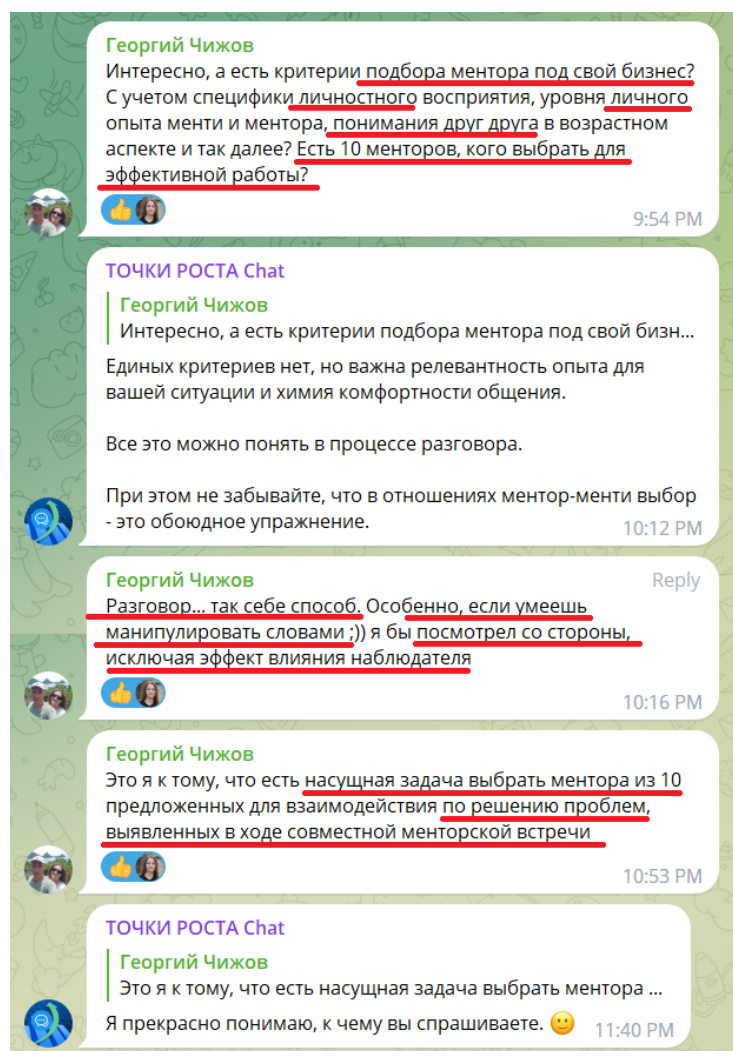 Георгий Чижов
Интересно, а есть критерии подбора ментора под свой бизнес?
С учетом специфики личностного восприятия, уровня личного
опыта менти и ментора, понимания друг друга в возрастном
аспекте и так далее? Есть 10 менторов, кого выбрать для
эффективной работы?
9:54 PM
ТОЧКИ РОСТА Chat
Георгий Чижов
Интересно, а есть критерии подбора ментора под свой бизн...
Единых критериев нет, но важна релевантность опыта для
вашей ситуации и химия комфортности общения.
Все это можно понять в процессе разговора.
При этом не забывайте, что в отношениях ментор-менти выбор
- это обоюдное упражнение.
10:12 PM
Георгий Чижов
Reply
Разговор... так себе способ. Особенно, если умеешь
манипулировать словами ;)) я бы посмотрел со стороны,
исключая эффект влияния наблюдателя
10:16 PM
Георгий Чижов
Это я к тому, что есть насущная задача выбрать ментора из 10
предложенных для взаимодействия по решению проблем,
выявленных в ходе совместной менторской встречи
10:53 PM
ТОЧКИ РОСТА Chat
Георгий Чижов
Это я к тому, что есть насущная задача выбрать ментора ...
Я прекрасно понимаю, к чему вы спрашиваете. 🙂
11:40 PM